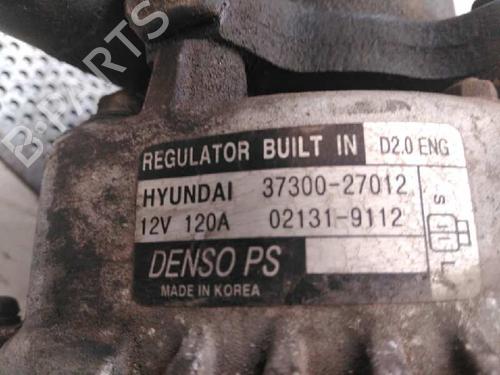 B-PARTS
REGULATOR BUILT IN D2.0 ENG
HYUNDAI 37300-27012
12V 120A 02131-9112
S
L
DENSO PS
MADE IN KOREA